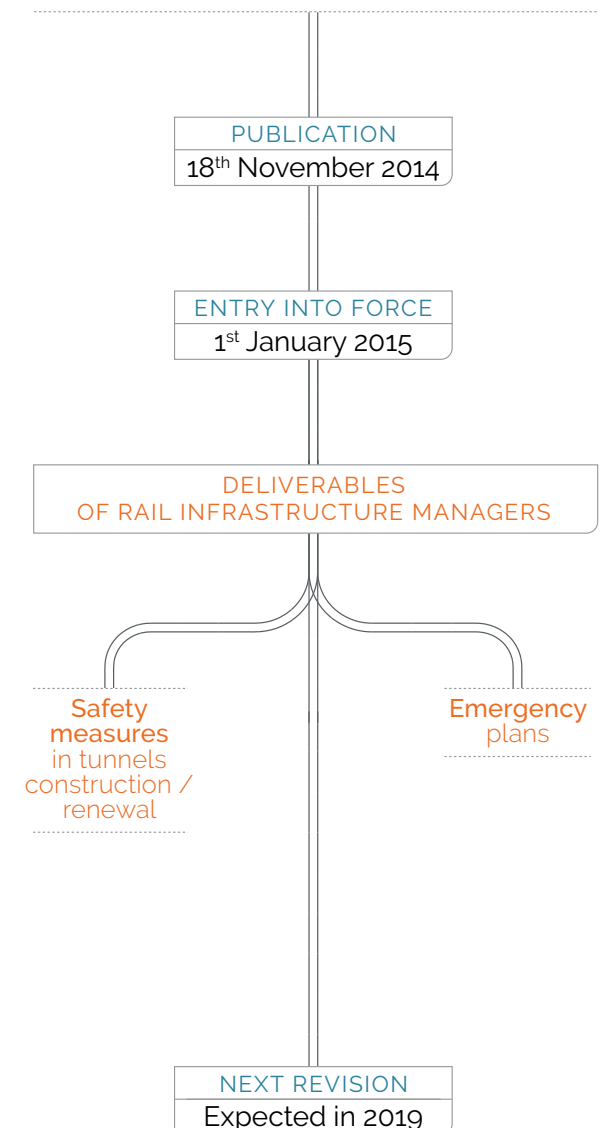 PUBLICATION
18th November 2014
ENTRY INTO FORCE
1st January 2015
DELIVERABLES
OF RAIL INFRASTRUCTURE MANAGERS
Safety
measures
in tunnels
construction /
renewal
Emergency
plans
NEXT REVISION
Expected in 2019